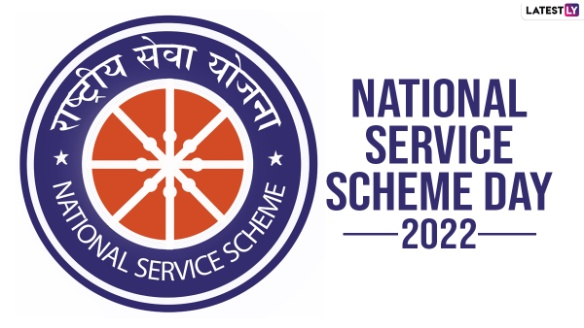 LATESTLY
राष्ट्रीय सेवा योजना
NATIONAL SERVICE SCHEME
NATIONAL
SERVICE
SCHEME DAY
2022